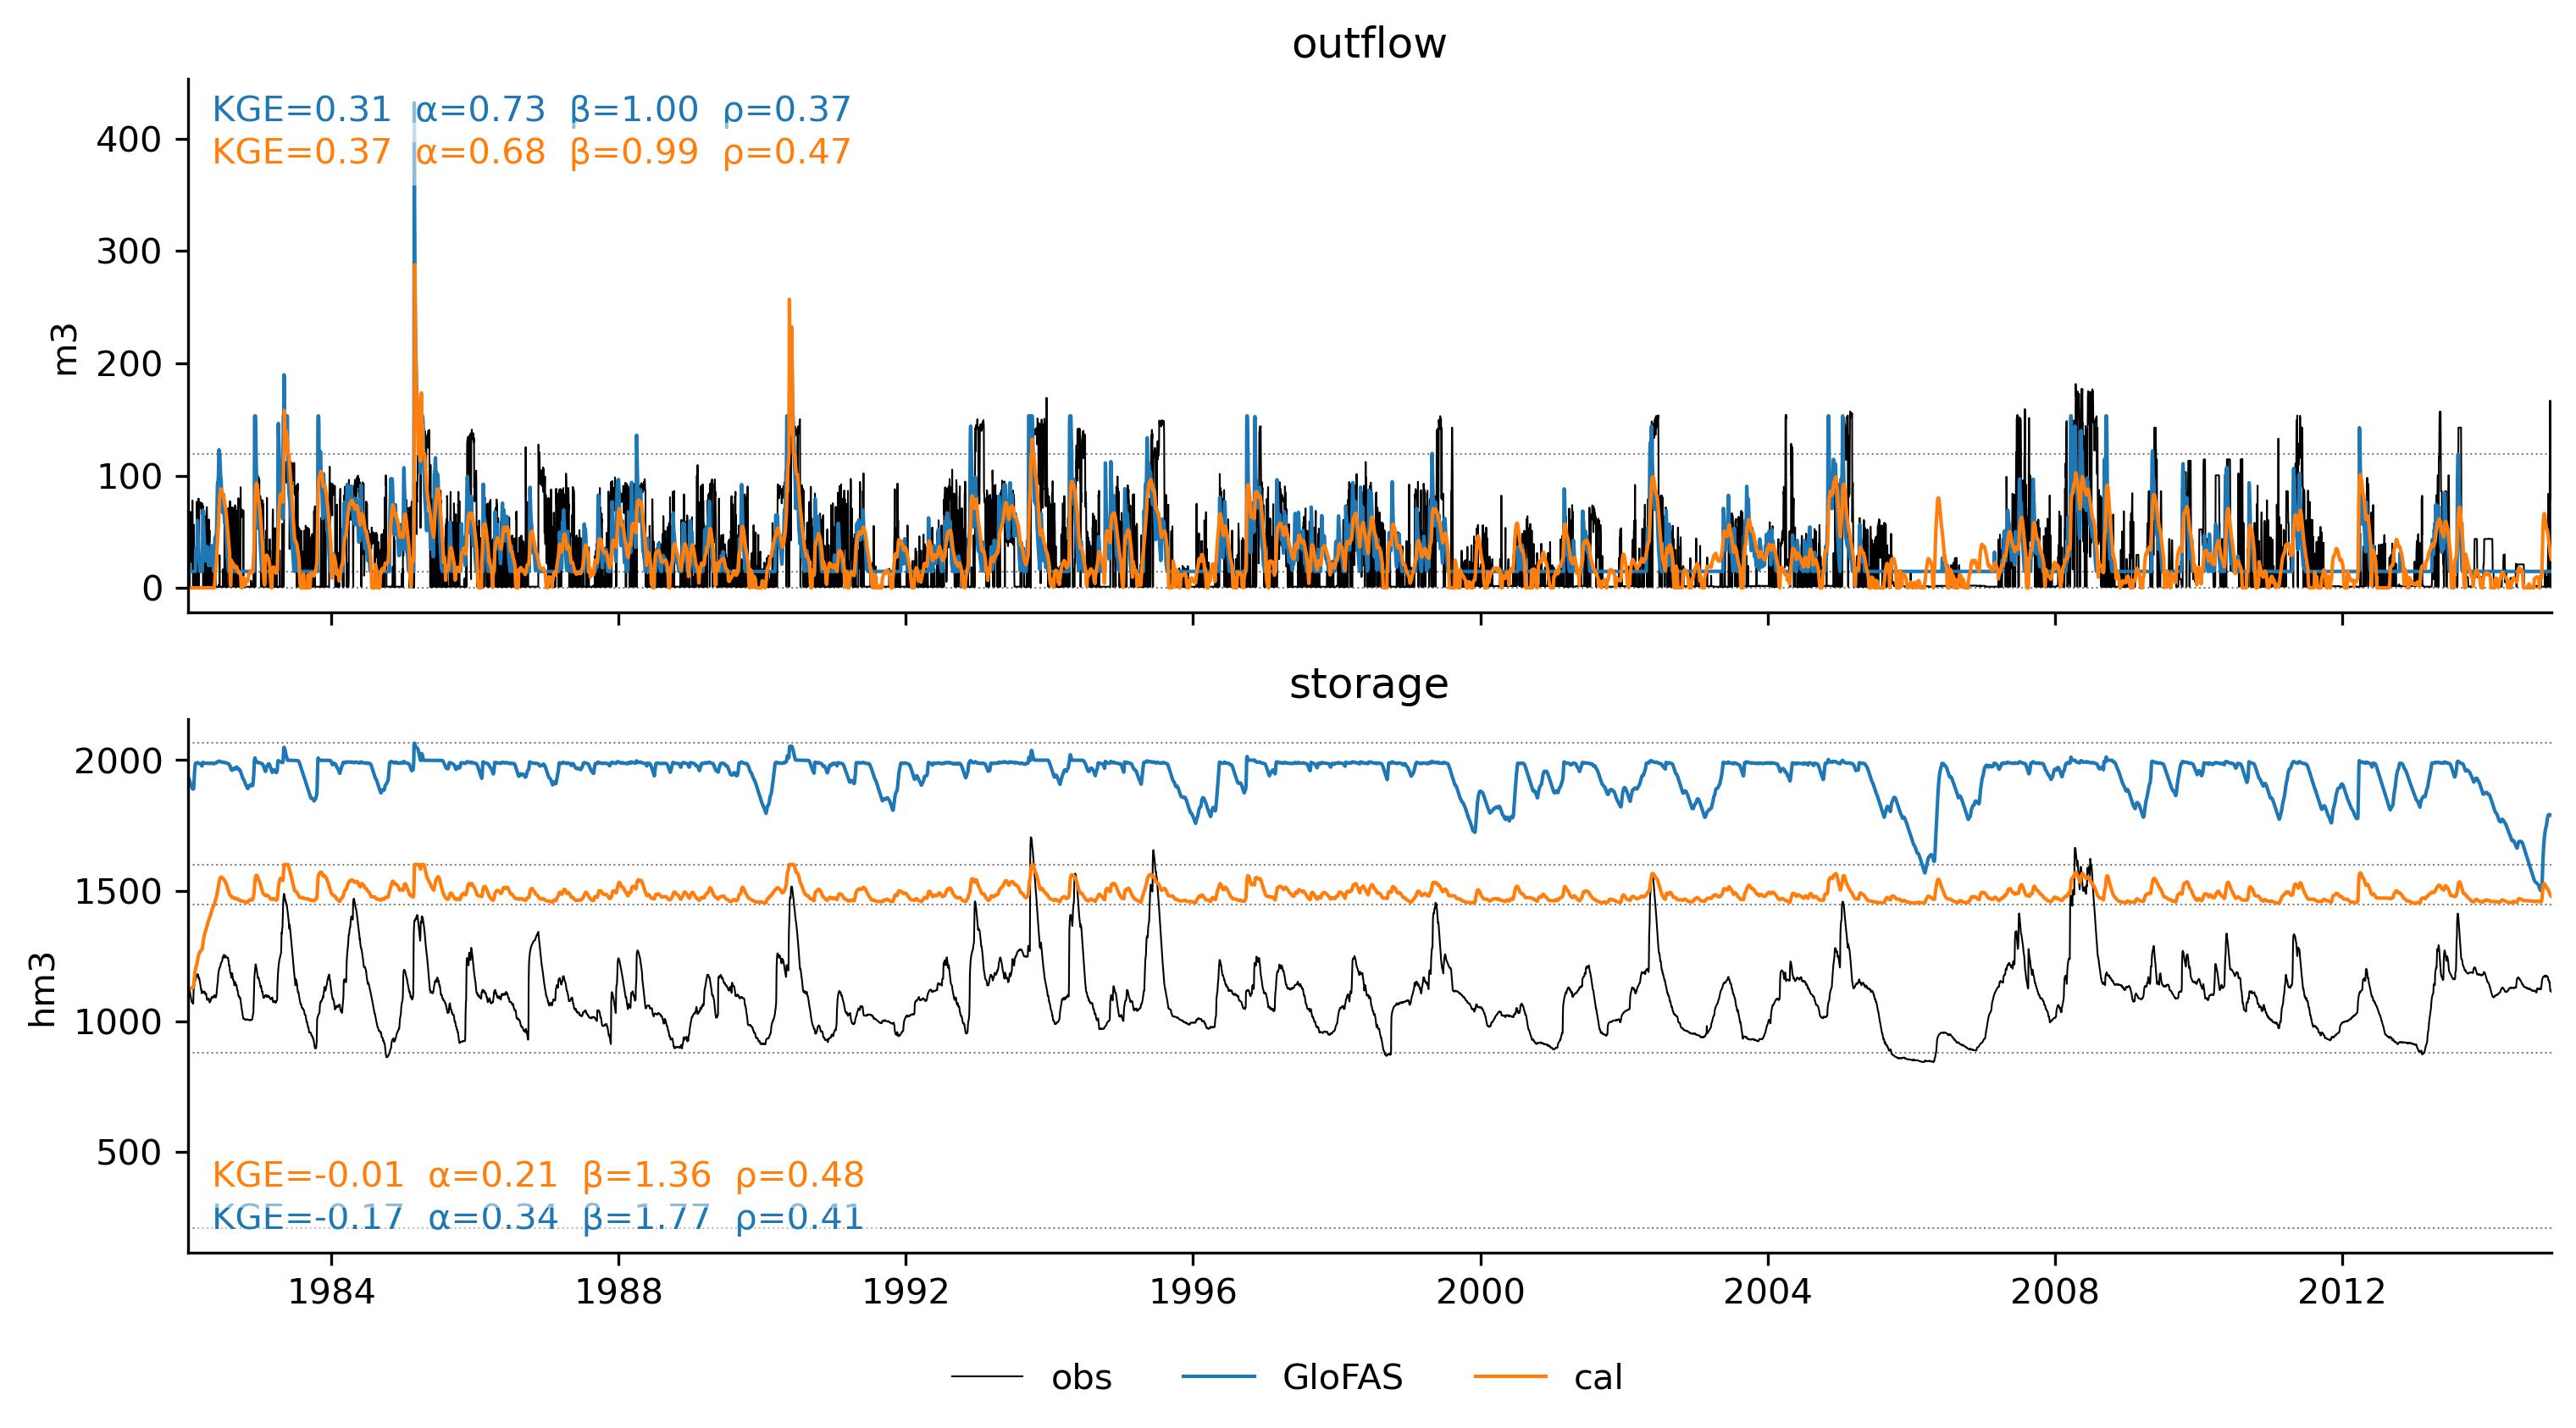 outflow
KGE=0.31 α=0.73 β=1.00 ρ=0.37
KGE=0.37 α=0.68 β=0.99 ρ=0.47
400
300
200
100
0
m3
storage
2000
1500
1000
500
hm3
KGE=-0.01 α=0.21 β=1.36 ρ=0.48
KGE=-0.17 α=0.34 β=1.77 ρ=0.41
1984 1988 1992 1996 2000 2004 2008 2012
obs GloFAS cal